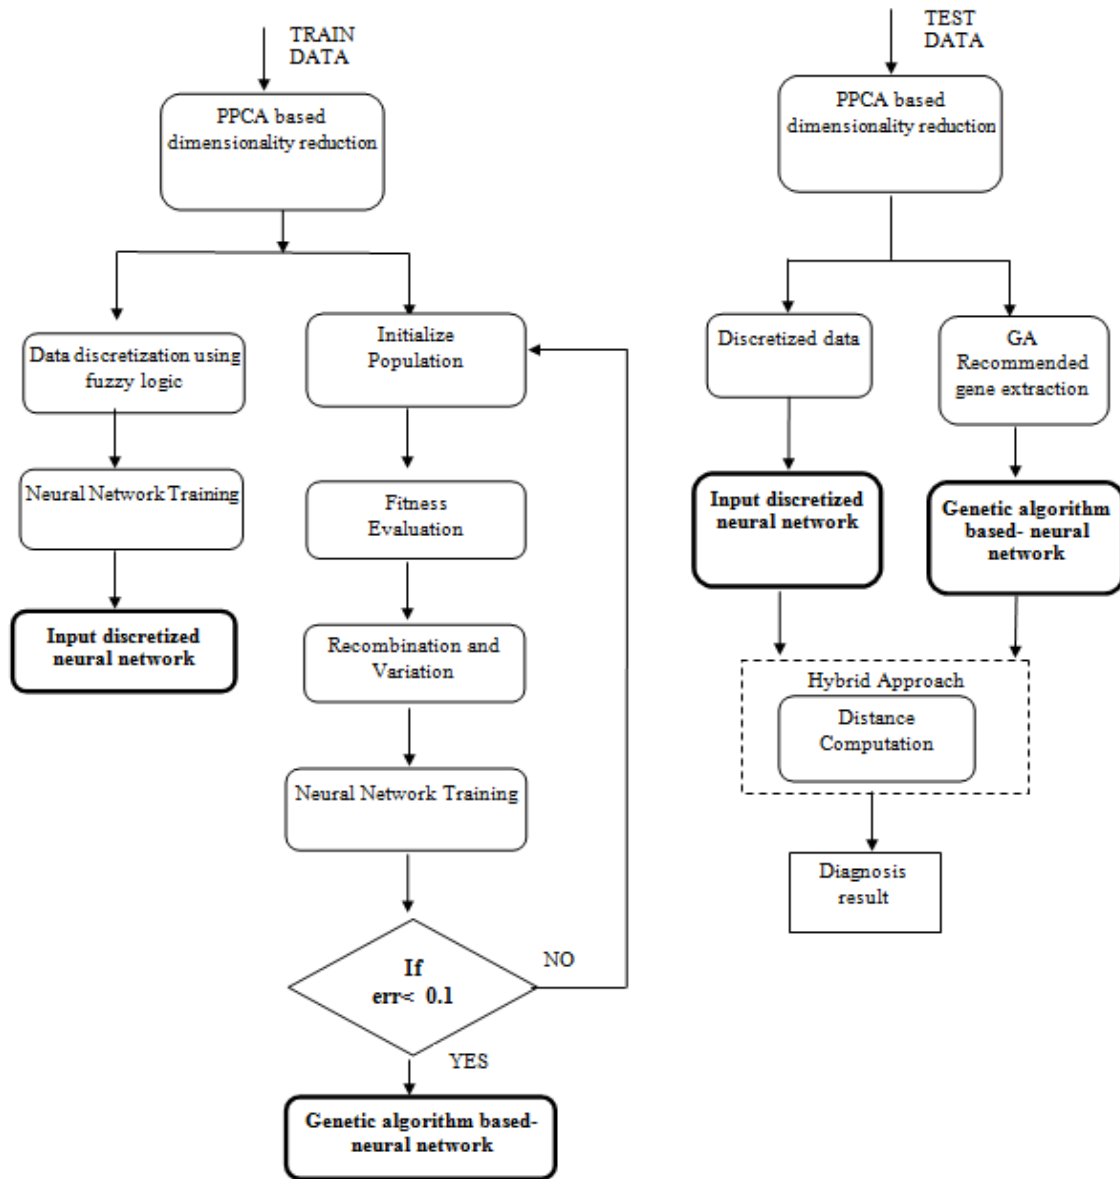 TRAIN
DATA
PPCA based
dimensionality reduction
Data discretization using
fuzzy logic
Neural Network Training
Input discretized
neural network
Initialize
Population
Fitness
Evaluation
Recombination and
Variation
Neural Network Training
If
err< 0.1
NO
YES
Genetic algorithm based-
neural network
TEST
DATA
PPCA based
dimensionality reduction
Discretized data
GA
Recommended
gene extraction
Input discretized
neural network
Genetic algorithm
based- neural
network
Hybrid Approach
Distance
Computation
Diagnosis
result